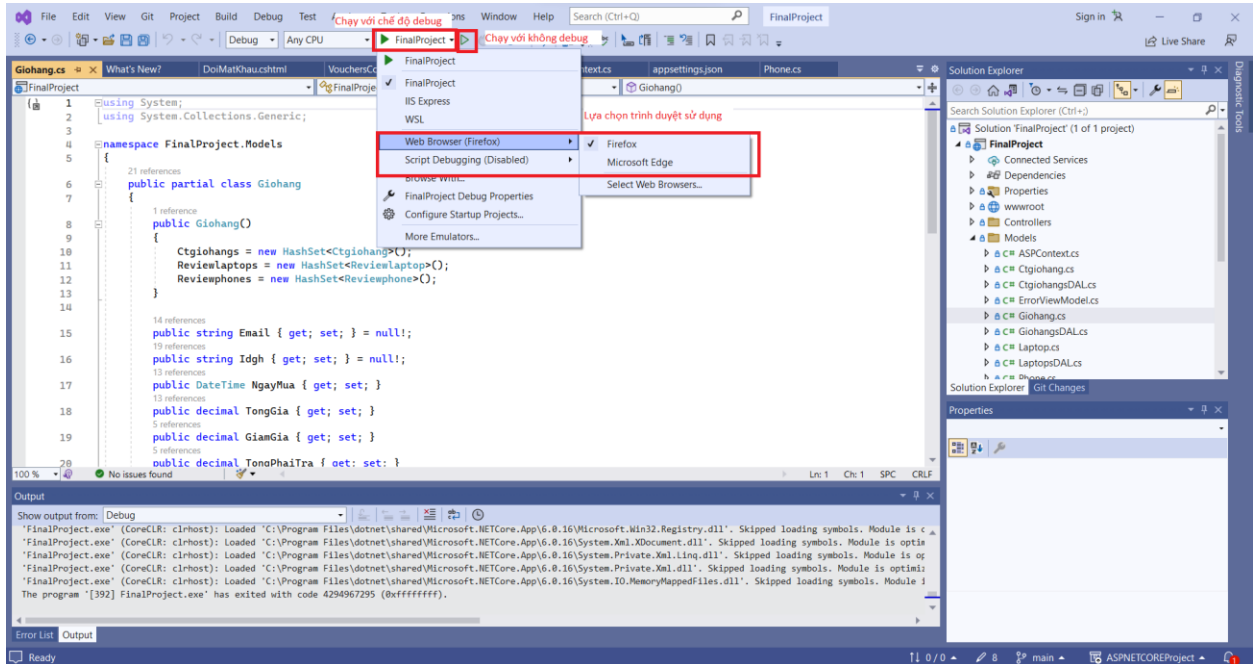 File Edit View Git Project Build Debug Test Window Help Search (Ctrl+Q) FinalProject Sign in
Chạy với chế độ debug
Debug Any CPU FinalProject Chạy với không debug Live Share
Giohang.cs What's New? DoiMatKhau.cshtml appsettings.json Phone.cs
FinalProject Giohang()
FinalProject
FinalProject
IIS Express
WSL
Web Browser (Firefox)
Script Debugging (Disabled)
Browse With...
FinalProject Debug Properties
Configure Startup Projects...
More Emulators...
Lựa chọn trình duyệt sử dụng
Firefox
Microsoft Edge
Select Web Browsers...
1 using System;
2 using System.Collections.Generic;
3
4 namespace FinalProject.Models
5 {
21 references
6 public partial class Giohang
7 {
1 reference
8 public Giohang()
9 {
10 Ctgiohangs = new HashSet<Ctgiohang>();
11 Reviewlaptops = new HashSet<Reviewlaptop>();
12 Reviewphones = new HashSet<Reviewphone>();
13 }
14
14 references
15 public string Email { get; set; } = null!;
19 references
16 public string Idgh { get; set; } = null!;
13 references
17 public DateTime NgayMua { get; set; }
13 references
18 public decimal TongGia { get; set; }
5 references
19 public decimal GiamGia { get; set; }
5 references
20 public decimal TongPhaiTra { get; set; }
100 % No issues found Ln: 1 Ch: 1 SPC CRLF
Output
Show output from: Debug
'FinalProject.exe' (CoreCLR: clrhost): Loaded 'C:\Program Files\dotnet\shared\Microsoft.NETCore.App\6.0.16\Microsoft.Win32.Registry.dll'. Skipped loading symbols. Module is
'FinalProject.exe' (CoreCLR: clrhost): Loaded 'C:\Program Files\dotnet\shared\Microsoft.NETCore.App\6.0.16\System.Xml.XDocument.dll'. Skipped loading symbols. Module is optim
'FinalProject.exe' (CoreCLR: clrhost): Loaded 'C:\Program Files\dotnet\shared\Microsoft.NETCore.App\6.0.16\System.Private.Xml.Linq.dll'. Skipped loading symbols. Module is op
'FinalProject.exe' (CoreCLR: clrhost): Loaded 'C:\Program Files\dotnet\shared\Microsoft.NETCore.App\6.0.16\System.Private.Xml.dll'. Skipped loading symbols. Module is optimi
'FinalProject.exe' (CoreCLR: clrhost): Loaded 'C:\Program Files\dotnet\shared\Microsoft.NETCore.App\6.0.16\System.IO.MemoryMappedFiles.dll'. Skipped loading symbols. Module i
The program '[392] FinalProject.exe' has exited with code 4294967295 (0xffffffff).
Error List Output
Solution Explorer
Search Solution Explorer (Ctrl+;)
Solution 'FinalProject' (1 of 1 project)
FinalProject
Connected Services
Dependencies
Properties
wwwroot
Controllers
Models
C# ASPContext.cs
C# Ctgiohang.cs
C# CtgiohangsDAL.cs
C# ErrorViewModel.cs
C# Giohang.cs
C# GiohangsDAL.cs
C# Laptop.cs
C# LaptopsDAL.cs
C# Phone.cs
Solution Explorer Git Changes
Properties
Diagnostic Tools
Ready 0 / 0 8 main ASPNETCOREProject 1